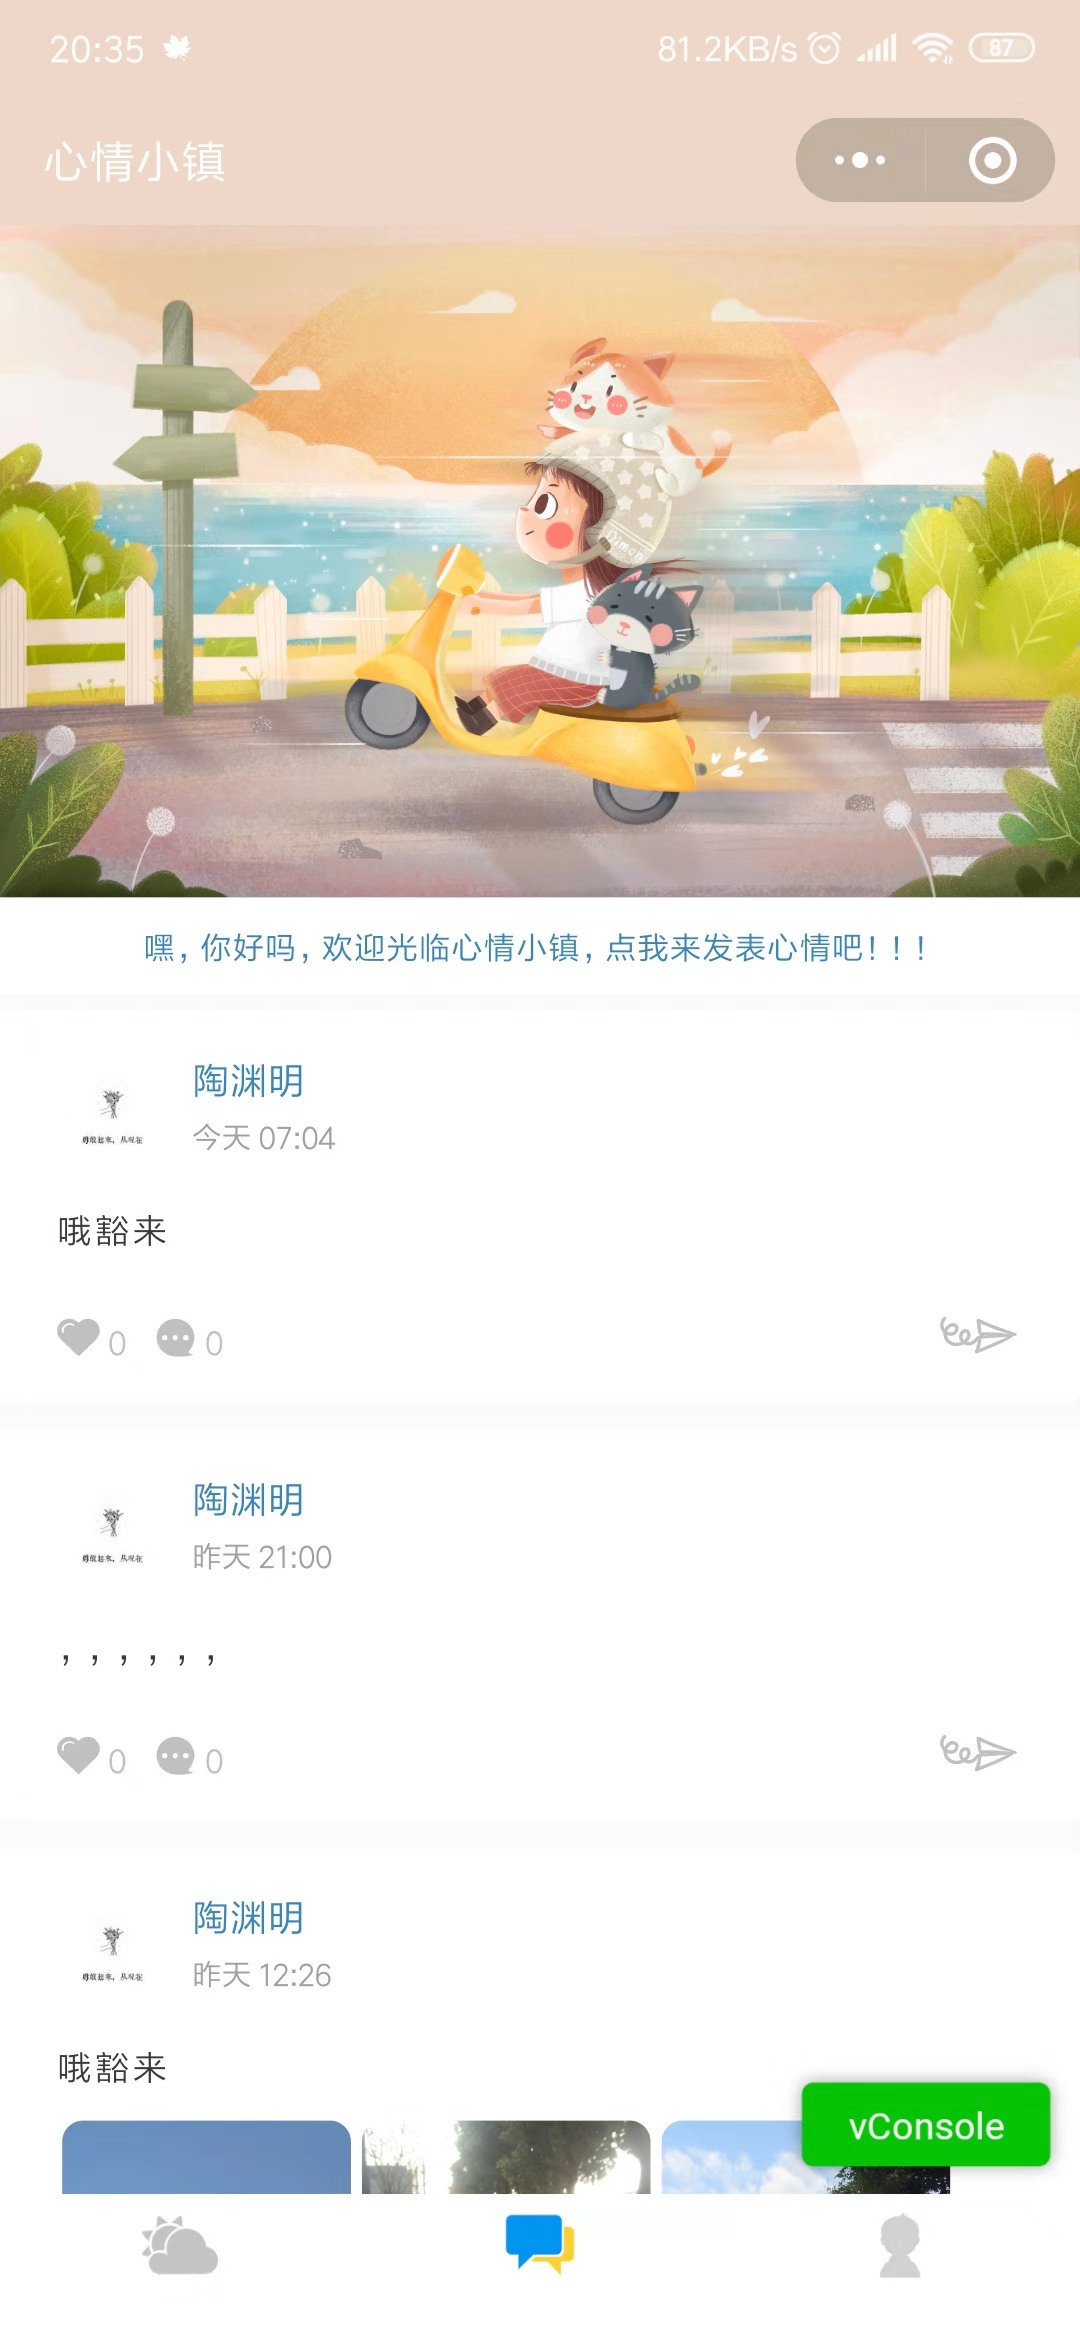 20:35
81.2KB/s
87
心情小镇
Dimon
嘿，你好吗，欢迎光临心情小镇，点我来发表心情吧！！！
陶渊明
今天 07:04
哦豁来
0 0
陶渊明
昨天 21:00
，，，，，，
0 0
陶渊明
昨天 12:26
哦豁来
vConsole